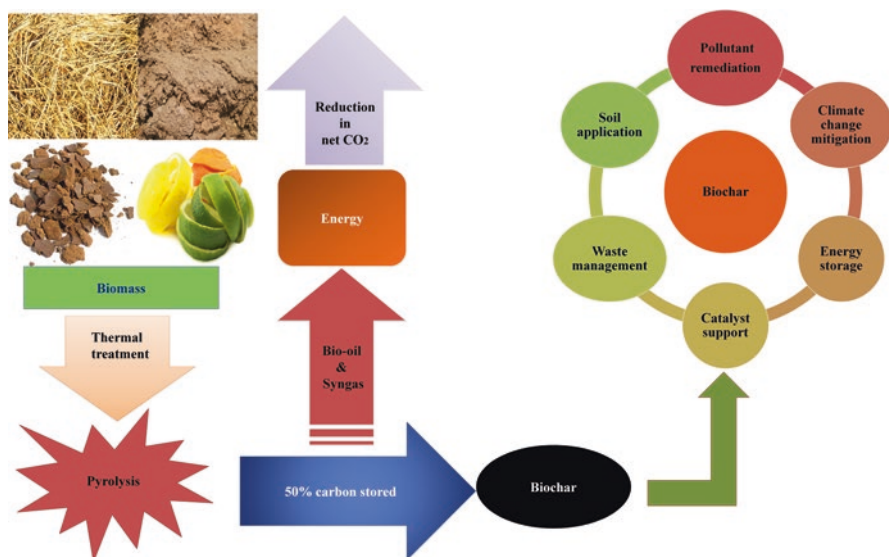 Biomass
Thermal
treatment
Pyrolysis
Reduction
in
net CO₂
Energy
Bio-oil
&
Syngas
50% carbon stored
Biochar
Pollutant
remediation
Climate
change
mitigation
Energy
storage
Catalyst
support
Waste
management
Soil
application
Biochar